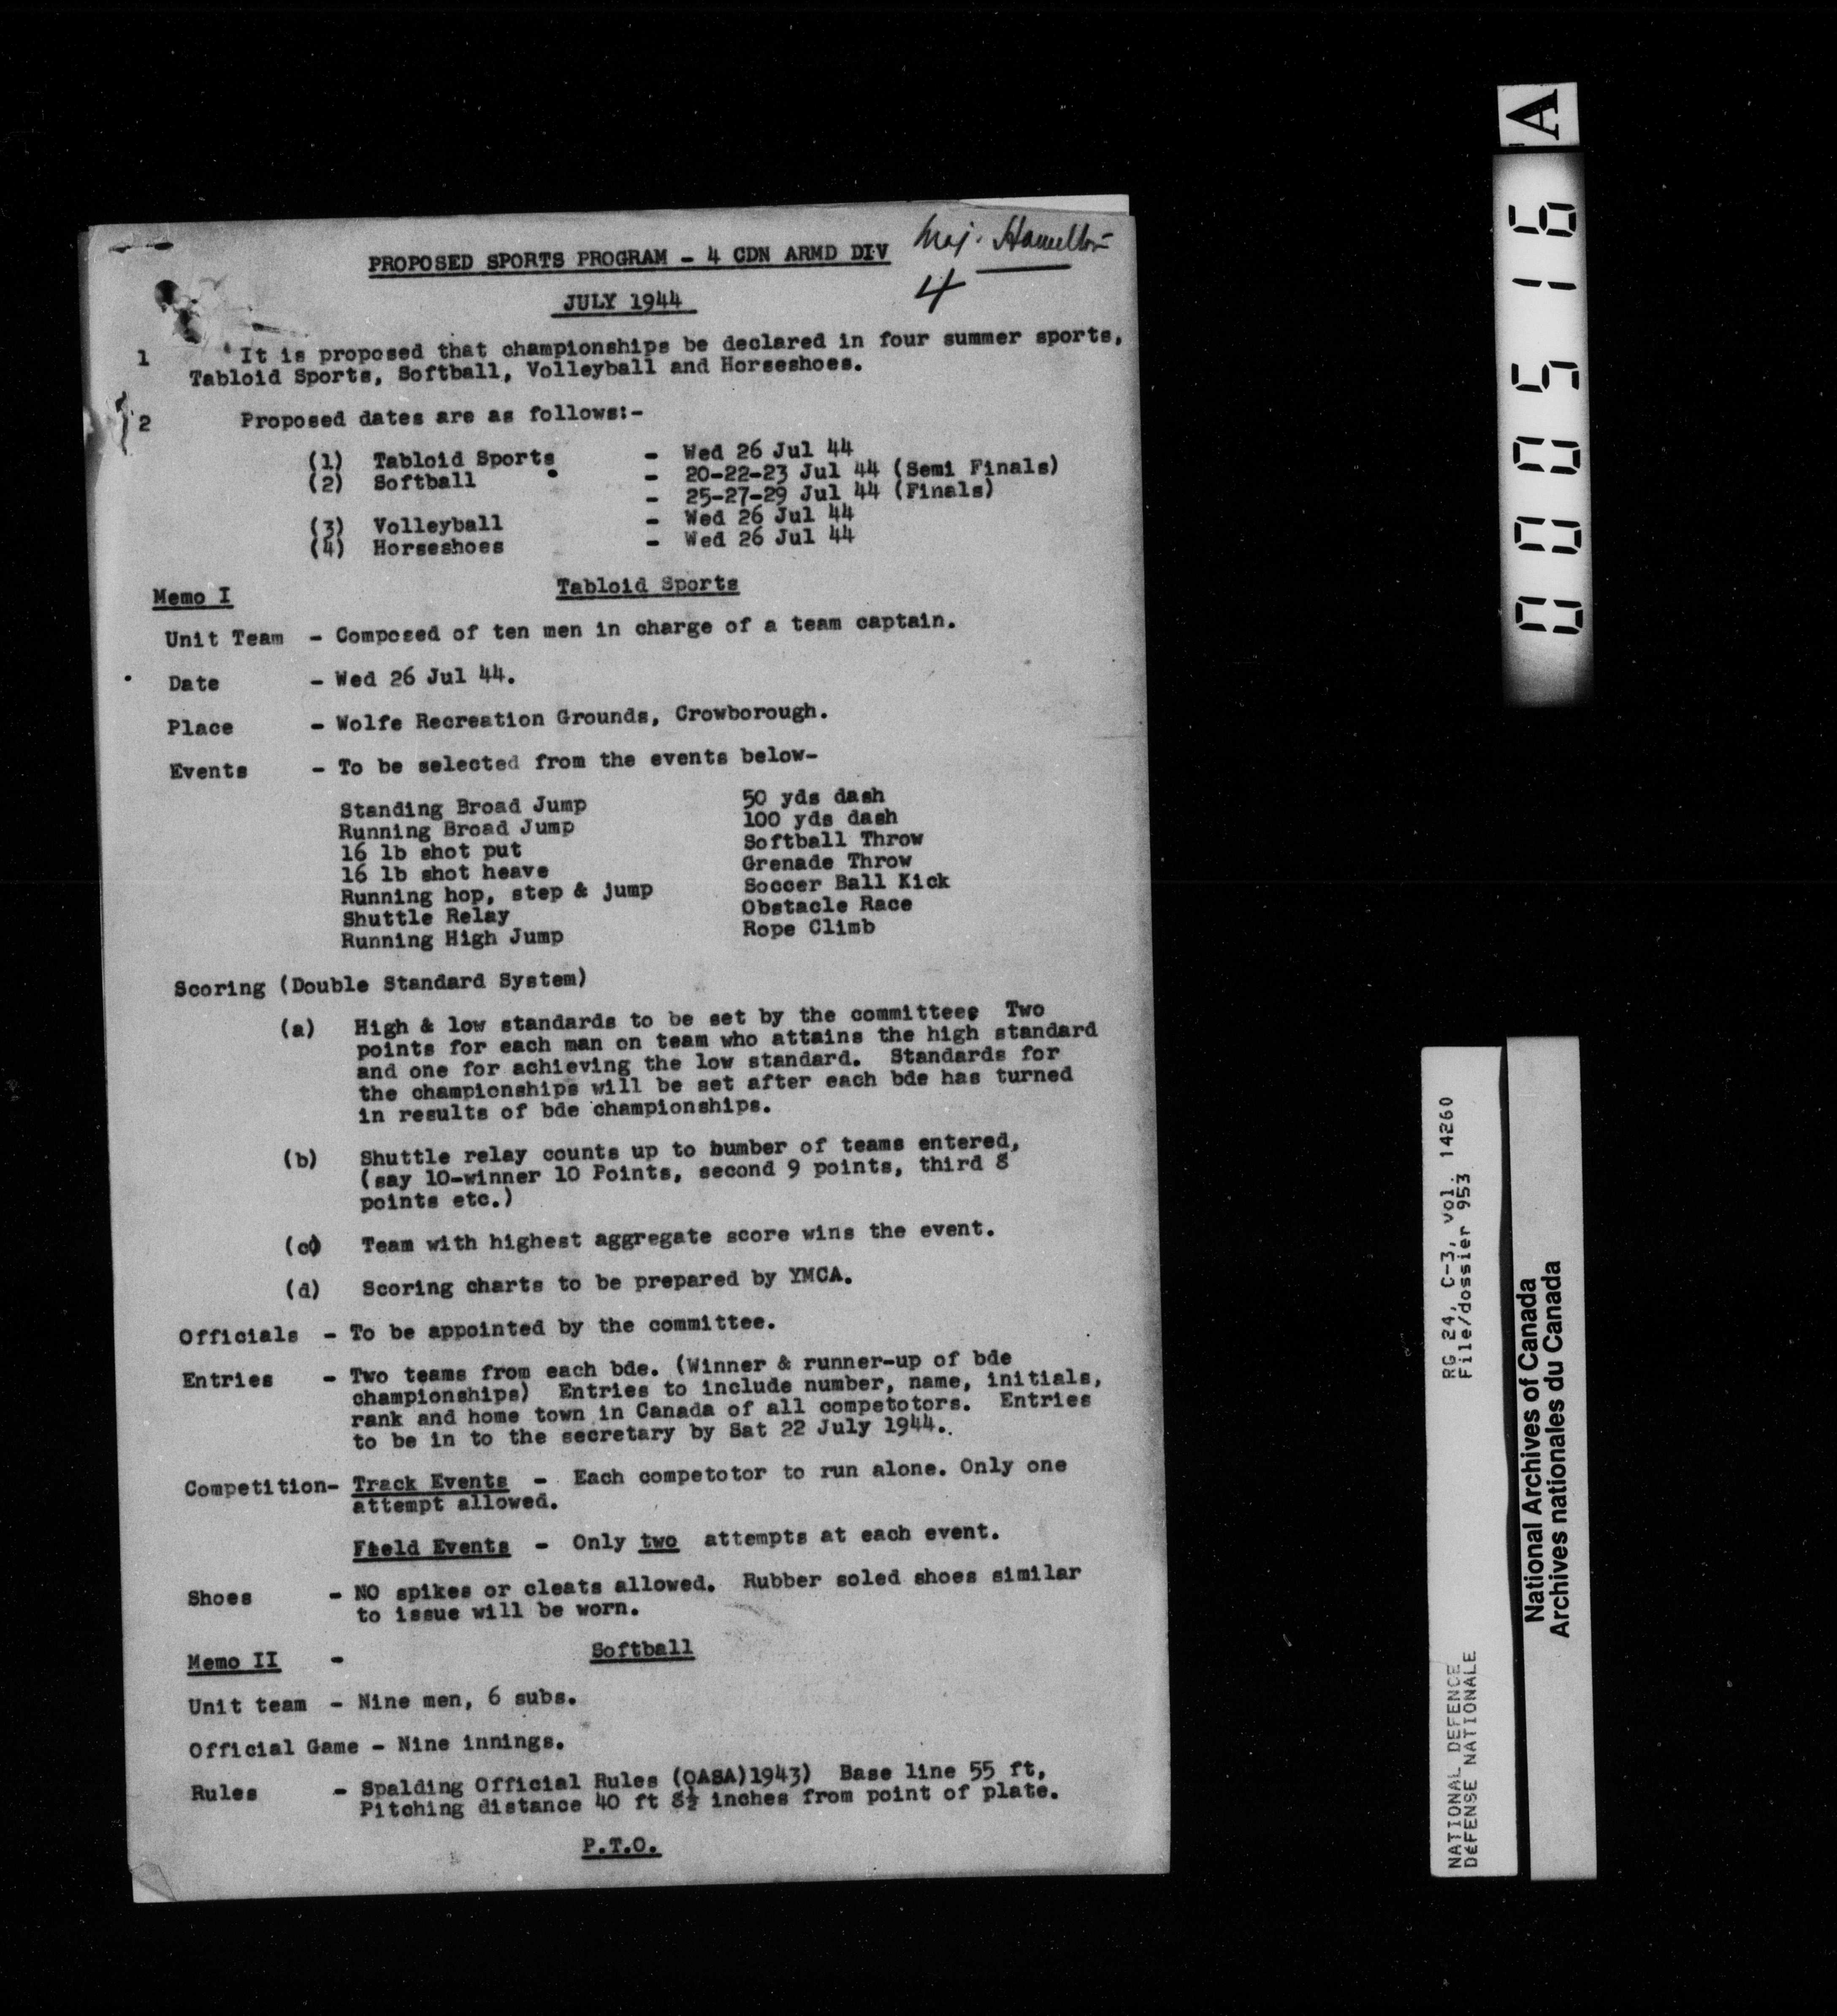 Maj. Hamilton
PROPOSED SPORTS PROGRAM - 4 CDN ARMD DIV
4
JULY 1944
1 It is proposed that championships be declared in four summer sports,
Tabloid Sports, Softball, Volleyball and Horseshoes.
2 Proposed dates are as follows:-
(1) Tabloid Sports - Wed 26 Jul 44
(2) Softball - 20-22-23 Jul 44 (Semi Finals)
- 25-27-29 Jul 44 (Finals)
(3) Volleyball - Wed 26 Jul 44
(4) Horseshoes - Wed 26 Jul 44
Memo I Tabloid Sports
Unit Team - Composed of ten men in charge of a team captain.
Date - Wed 26 Jul 44.
Place - Wolfe Recreation Grounds, Crowborough.
Events - To be selected from the events below-
Standing Broad Jump 50 yds dash
Running Broad Jump 100 yds dash
16 lb shot put Softball Throw
16 lb shot heave Grenade Throw
Running hop, step & jump Soccer Ball Kick
Shuttle Relay Obstacle Race
Running High Jump Rope Climb
Scoring (Double Standard System)
(a) High & low standards to be set by the committee. Two
points for each man on team who attains the high standard
and one for achieving the low standard. Standards for
the championships will be set after each bde has turned
in results of bde championships.
(b) Shuttle relay counts up to number of teams entered,
(say 10-winner 10 Points, second 9 points, third 8
points etc.)
(c) Team with highest aggregate score wins the event.
(d) Scoring charts to be prepared by YMCA.
Officials - To be appointed by the committee.
Entries - Two teams from each bde. (Winner & runner-up of bde
championships) Entries to include number, name, initials,
rank and home town in Canada of all competotors. Entries
to be in to the secretary by Sat 22 July 1944.
Competition- Track Events - Each competotor to run alone. Only one
attempt allowed.
Field Events - Only two attempts at each event.
Shoes - NO spikes or cleats allowed. Rubber soled shoes similar
to issue will be worn.
Memo II - Softball
Unit team - Nine men, 6 subs.
Official Game - Nine innings.
Rules - Spalding Official Rules (OASA)1943) Base line 55 ft,
Pitching distance 40 ft 8½ inches from point of plate.
P.T.O.
000516
A
RG 24, C-3, vol. 14260
File/dossier 953
NATIONAL DEFENCE
DÉFENSE NATIONALE
National Archives of Canada
Archives nationales du Canada